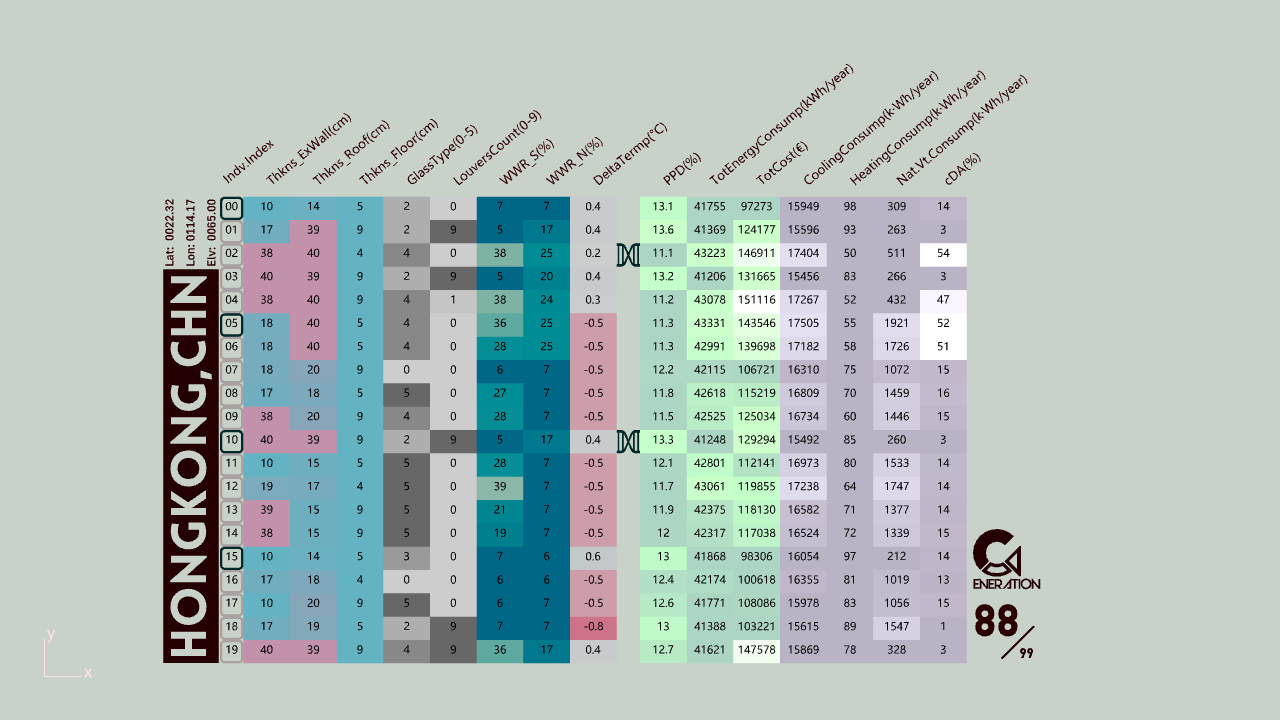 Indv.Index Thkns_ExWall(cm) Thkns_Roof(cm) Thkns_Floor(cm) GlassType(0-5) LouversCount(0-9) WWR_S(%) WWR_N(%) DeltaTermp(°C) PPD(%) TotEnergyConsump(kWh/year) TotCost(€) CoolingConsump(k·Wh/year) HeatingConsump(k·Wh/year) Nat.Vt.Consump(k·Wh/year) cDA(%)
Lat: 0022.32
Lon: 0114.17
Elv: 0065.00
HONGKONG,CHN
00 10 14 5 2 0 7 7 0.4 13.1 41755 97273 15949 98 309 14
01 17 39 9 2 9 5 17 0.4 13.6 41369 124177 15596 93 263 3
02 38 40 9 4 0 38 25 0.2 11.1 43223 146911 17404 50 511 54
03 40 39 9 2 9 5 20 0.4 13.2 41206 131665 15456 83 266 3
04 38 40 9 4 1 38 24 0.3 11.2 43078 151116 17267 52 432 47
05 18 40 5 4 0 36 25 -0.5 11.3 43331 143546 17505 55 1921 52
06 18 40 5 4 0 28 25 -0.5 11.3 42991 139698 17182 58 1726 51
07 18 20 9 0 0 6 7 -0.5 12.2 42115 106721 16310 75 1072 15
08 17 18 5 5 0 27 7 -0.5 11.8 42618 115219 16809 70 1459 16
09 38 20 9 4 0 28 7 -0.5 11.5 42525 125034 16734 60 1446 15
10 40 39 9 2 9 5 17 0.4 13.3 41248 129294 15492 85 260 3
11 10 15 5 5 0 28 7 -0.5 12.1 42801 112141 16973 80 1533 14
12 19 17 4 5 0 39 7 -0.5 11.7 43061 119855 17238 64 1747 14
13 39 15 9 5 0 21 7 -0.5 11.9 42375 118130 16582 71 1377 14
14 38 15 9 5 0 19 7 -0.5 12 42317 117038 16524 72 1339 15
15 10 14 5 3 0 7 6 0.6 13 41868 98306 16054 97 212 14
16 17 18 4 0 0 6 6 -0.5 12.4 42174 100618 16355 81 1019 13
17 10 20 9 5 0 6 7 -0.5 12.6 41771 108086 15978 83 1056 15
18 17 19 5 2 9 7 7 -0.8 13 41388 103221 15615 89 1547 1
19 40 39 9 4 9 36 17 0.4 12.7 41621 147578 15869 78 328 3
GENERATION
88/99
y
x